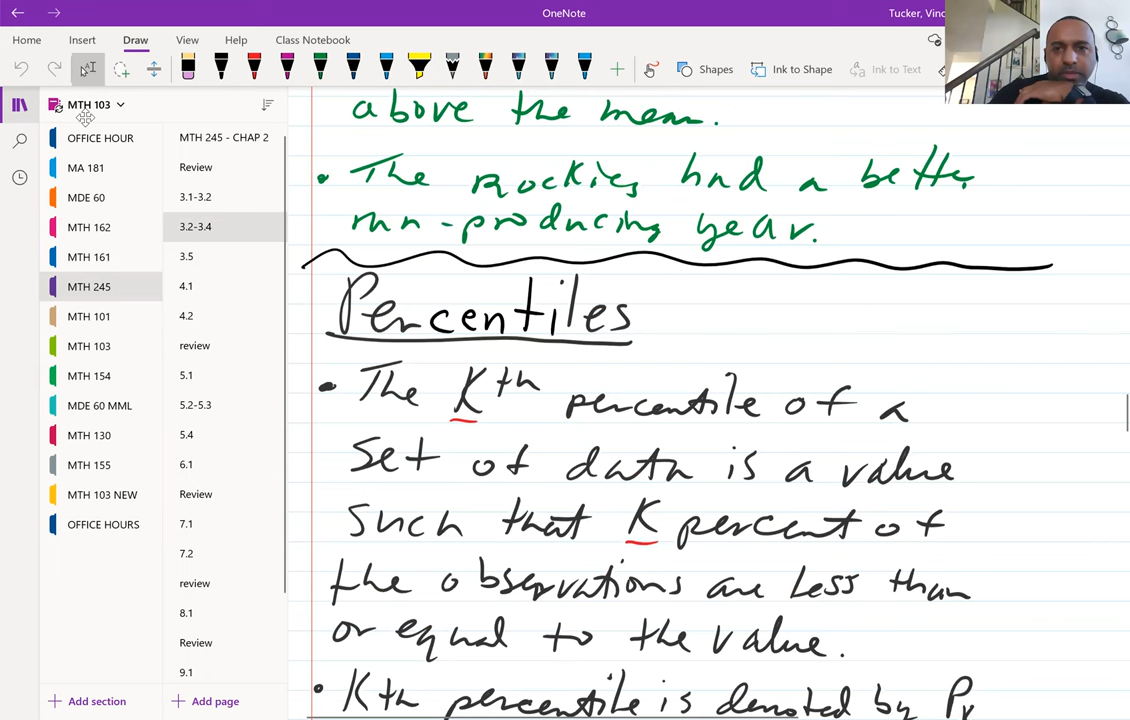 OneNote
Tucker, Vinc
Home
Insert
Draw
View
Help
Class Notebook
Shapes
Ink to Shape
Ink to Text
MTH 103
OFFICE HOUR
MA 181
MDE 60
MTH 162
MTH 161
MTH 245
MTH 101
MTH 103
MTH 154
MDE 60 MML
MTH 130
MTH 155
MTH 103 NEW
OFFICE HOURS
Add section
MTH 245 - CHAP 2
Review
3.1-3.2
3.2-3.4
3.5
4.1
4.2
review
5.1
5.2-5.3
5.4
6.1
Review
7.1
7.2
review
8.1
Review
9.1
Add page
above the mean.
• The Rockies had a better
run-producing year.
Percentiles
• The Kth percentile of a
set of data is a value
such that K percent of
the observations are less than
or equal to the value.
• Kth percentile is denoted by